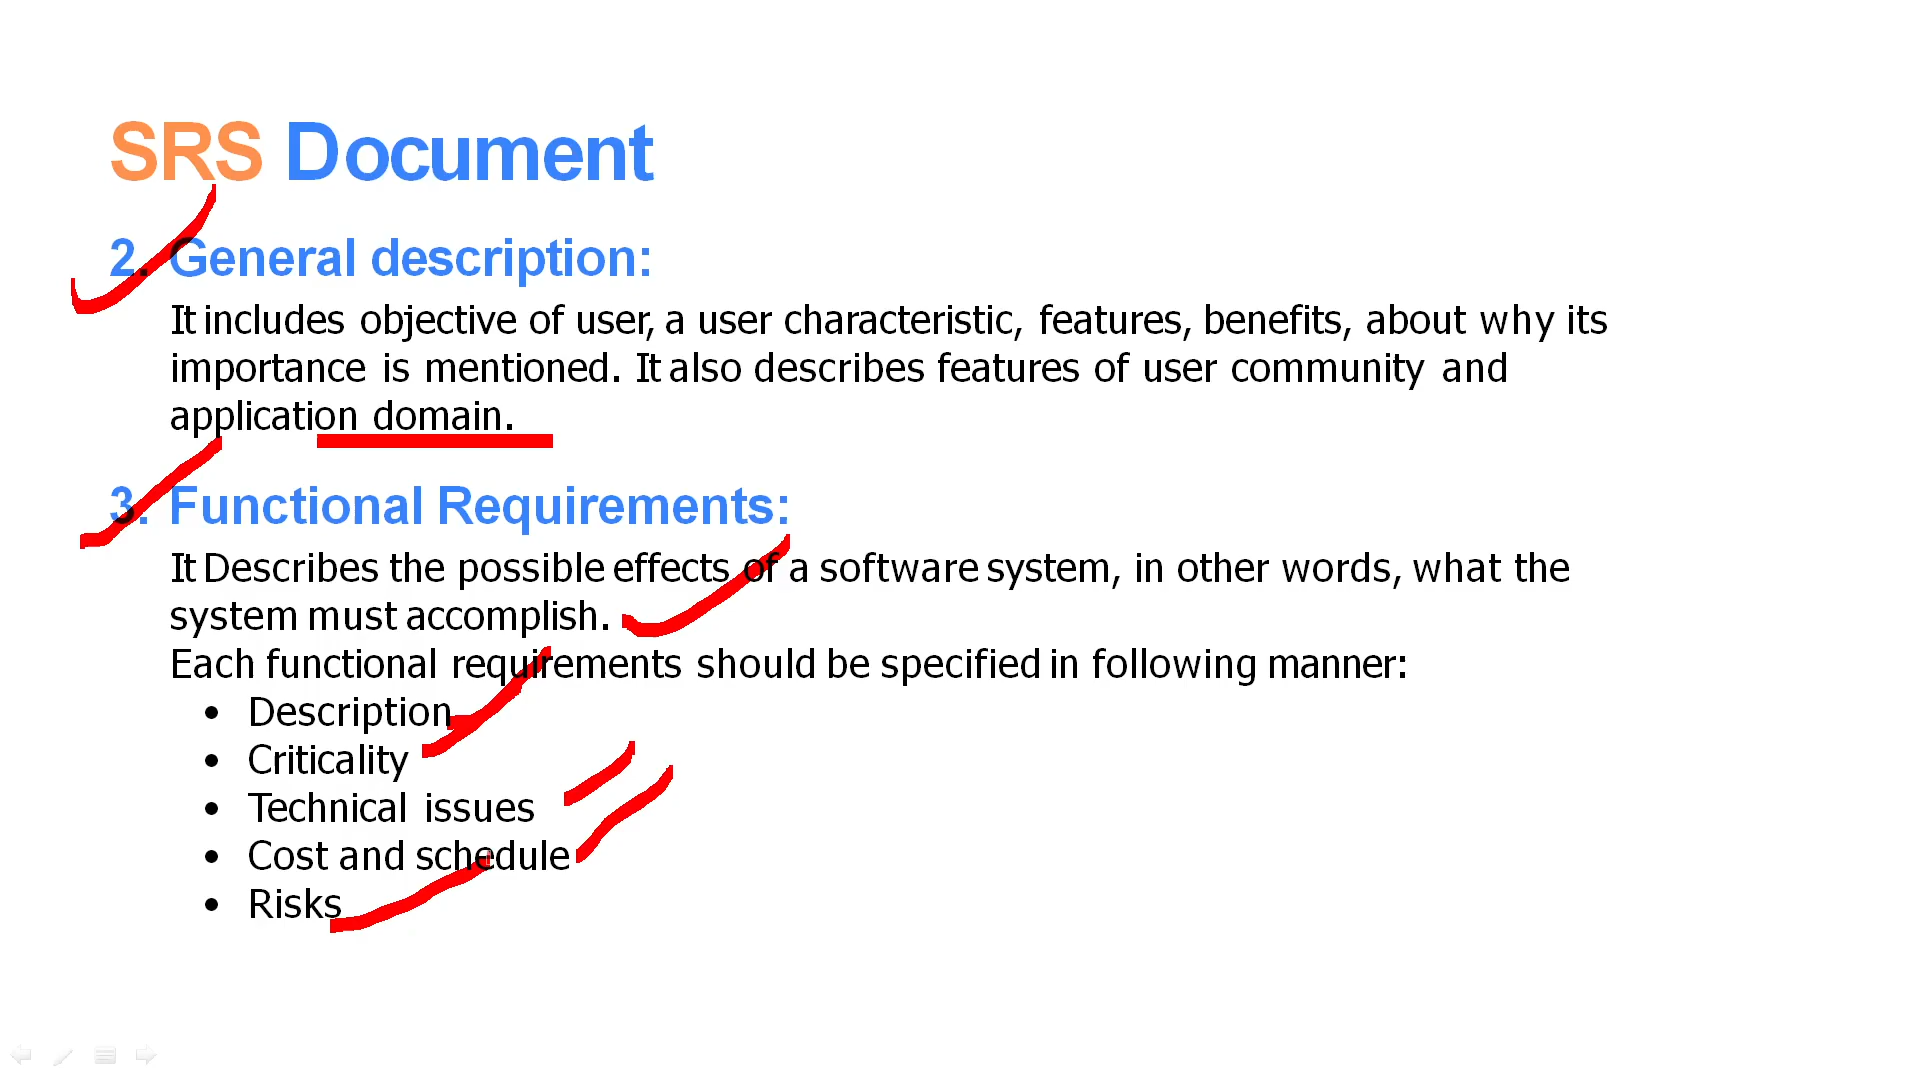 SRS Document
2. General description:
It includes objective of user, a user characteristic, features, benefits, about why its
importance is mentioned. It also describes features of user community and
application domain.
3. Functional Requirements:
It Describes the possible effects of a software system, in other words, what the
system must accomplish.
Each functional requirements should be specified in following manner:
• Description
• Criticality
• Technical issues
• Cost and schedule
• Risks